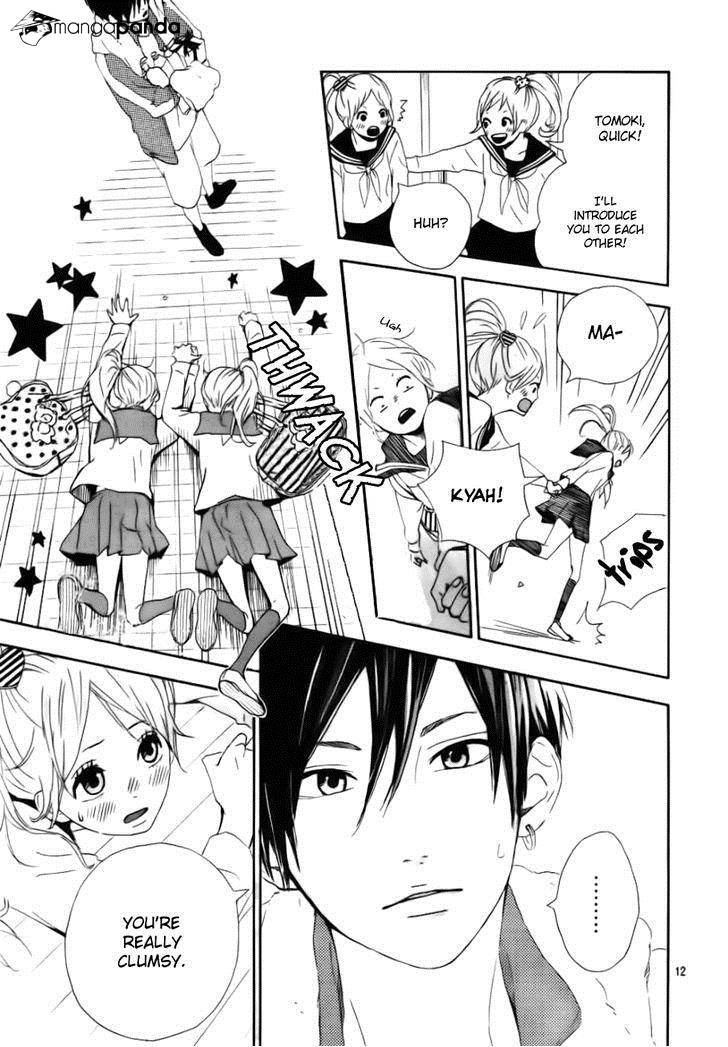 mangapanda
TOMOKI,
QUICK!
I'LL
INTRODUCE
YOU TO EACH
OTHER!
HUH?
MA-
Ugh
KYAH!
trips
THWACK
.........
YOU'RE
REALLY
CLUMSY.
12